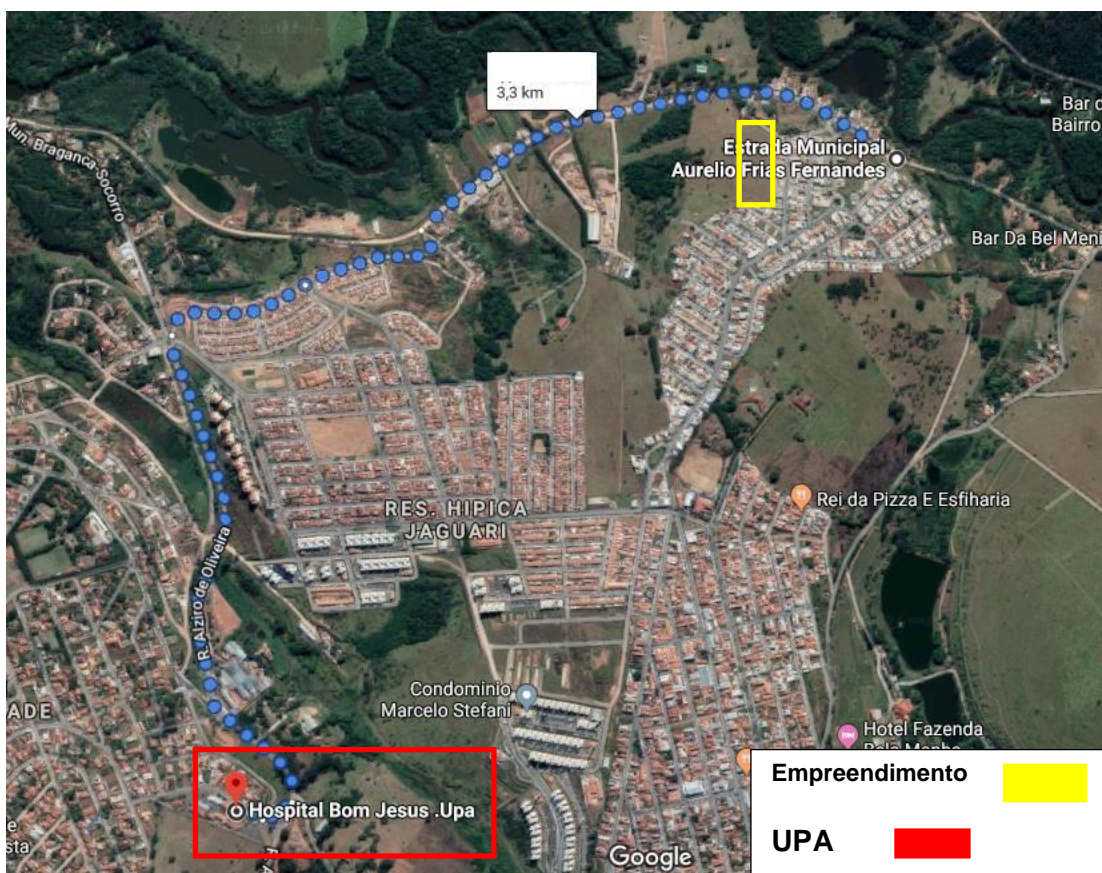 3,3 km
Bar d
Bairro
Mun. Bragança-Socorro
Estrada Municipal
Aurelio Frias Fernandes
Bar Da Bel Meni
Rei da Pizza E Esfiharia
RES. HIPICA
JAGUARI
R. Alziro de Oliveira
Condominio
Marcelo Stefani
ADE
Hotel Fazenda
Hospital Bom Jesus .Upa
e
sta
Google
Empreendimento
UPA